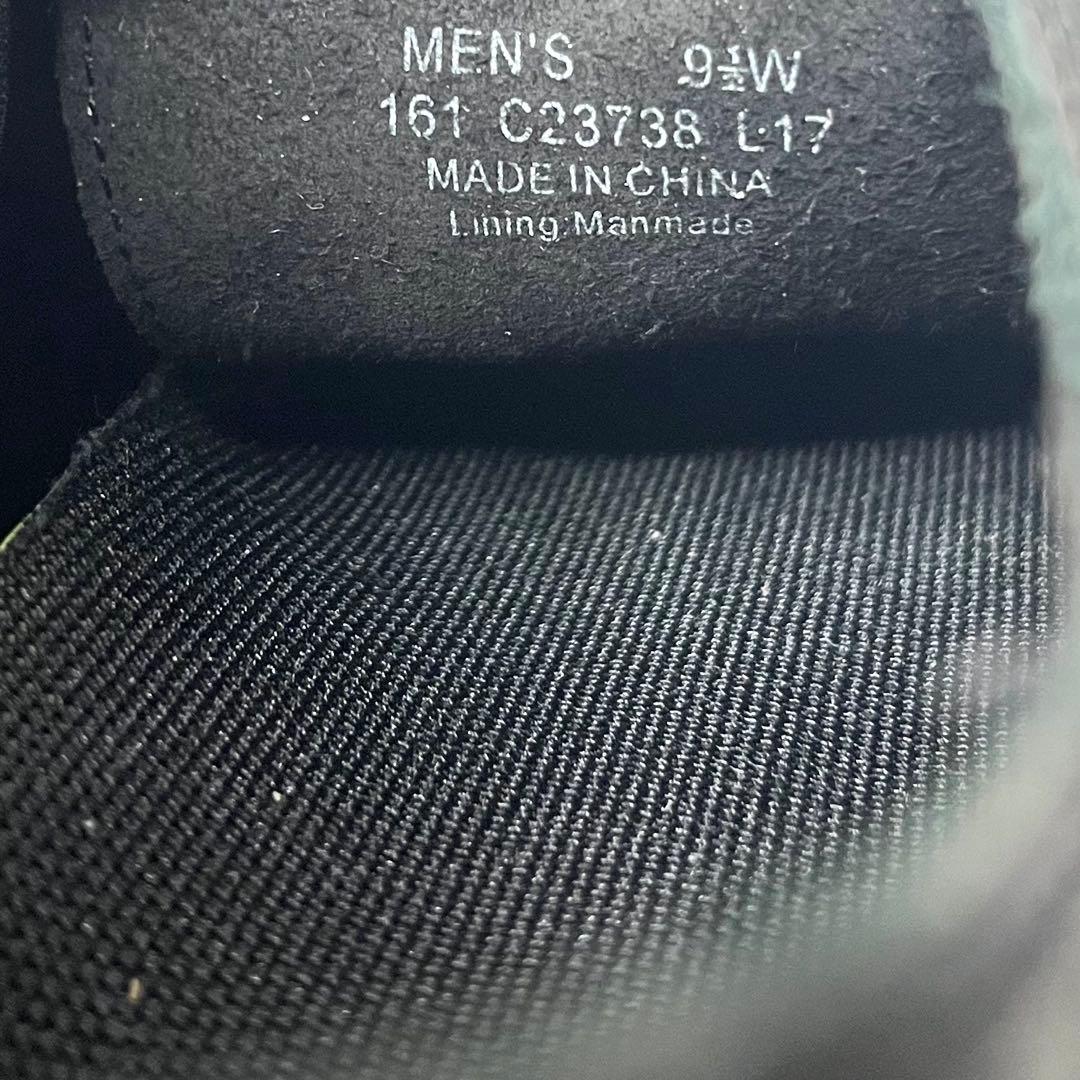 MEN'S 9½W
161 C23738 L17
MADE IN CHINA
Lining:Manmade